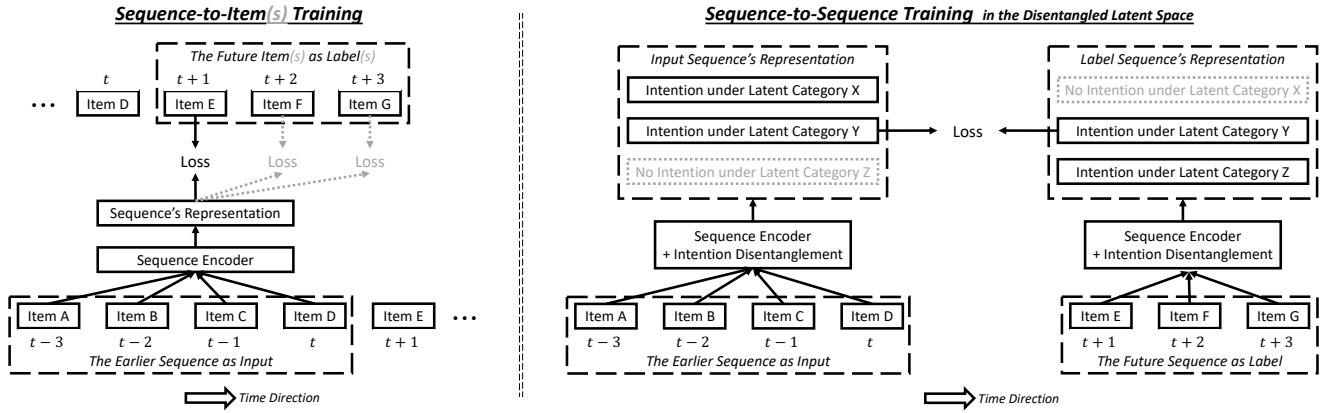 Sequence-to-Item(s) Training
The Future Item(s) as Label(s)
t t + 1 t + 2 t + 3
••• Item D Item E Item F Item G
Loss Loss Loss
Sequence's Representation
Sequence Encoder
Item A Item B Item C Item D Item E •••
t − 3 t − 2 t − 1 t t + 1
The Earlier Sequence as Input
Time Direction
Sequence-to-Sequence Training in the Disentangled Latent Space
Input Sequence's Representation
Intention under Latent Category X
Intention under Latent Category Y
No Intention under Latent Category Z
Loss
Label Sequence's Representation
No Intention under Latent Category X
Intention under Latent Category Y
Intention under Latent Category Z
Sequence Encoder
+ Intention Disentanglement
Item A Item B Item C Item D
t − 3 t − 2 t − 1 t
The Earlier Sequence as Input
Sequence Encoder
+ Intention Disentanglement
Item E Item F Item G
t + 1 t + 2 t + 3
The Future Sequence as Label
Time Direction